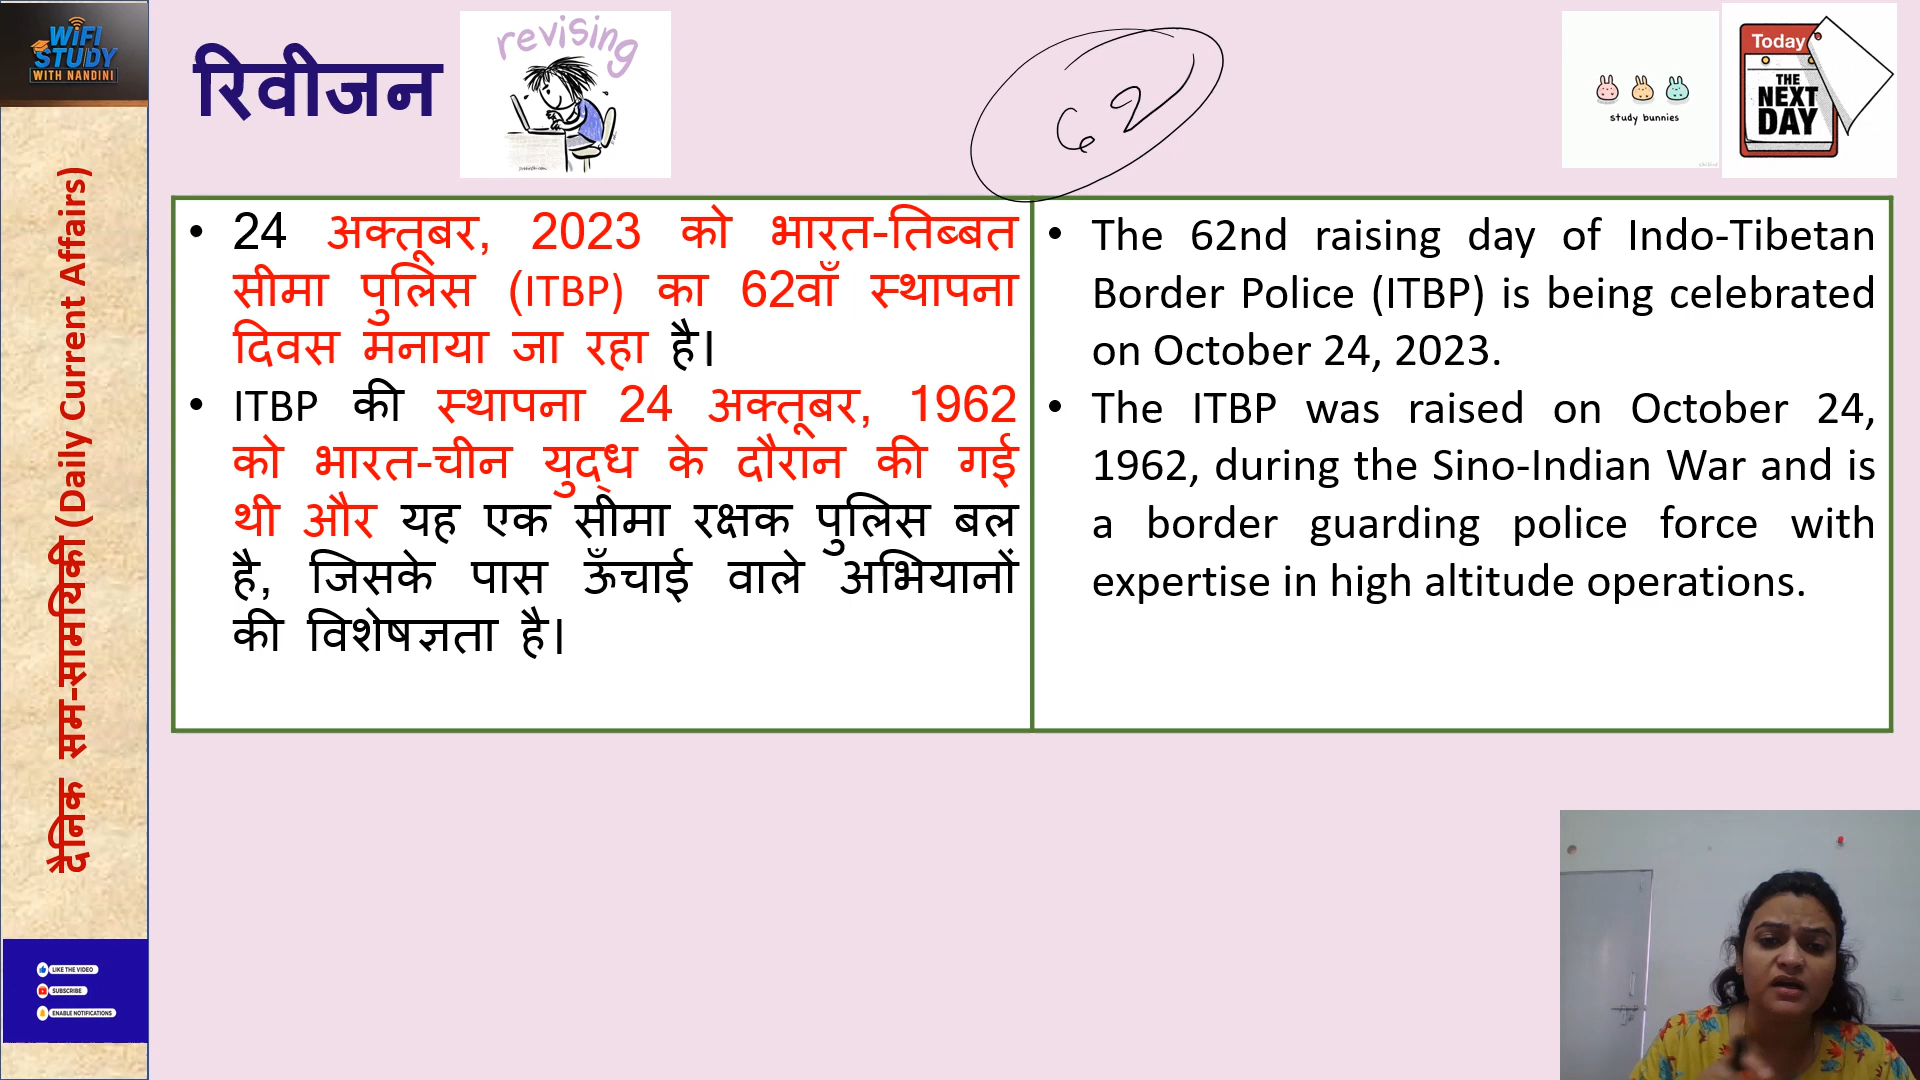 WiFi
STUDY
WITH NANDINI
रिवीजन
revising
62
study bunnies
Today
THE
NEXT
DAY
दैनिक सम-सामयिकी (Daily Current Affairs)
• 24 अक्तूबर, 2023 को भारत-तिब्बत
सीमा पुलिस (ITBP) का 62वाँ स्थापना
दिवस मनाया जा रहा है।
• ITBP की स्थापना 24 अक्तूबर, 1962
को भारत-चीन युद्ध के दौरान की गई
थी और यह एक सीमा रक्षक पुलिस बल
है, जिसके पास ऊँचाई वाले अभियानों
की विशेषज्ञता है।
• The 62nd raising day of Indo-Tibetan
Border Police (ITBP) is being celebrated
on October 24, 2023.
• The ITBP was raised on October 24,
1962, during the Sino-Indian War and is
a border guarding police force with
expertise in high altitude operations.
LIKE THE VIDEO
SUBSCRIBE
ENABLE NOTIFICATIONS